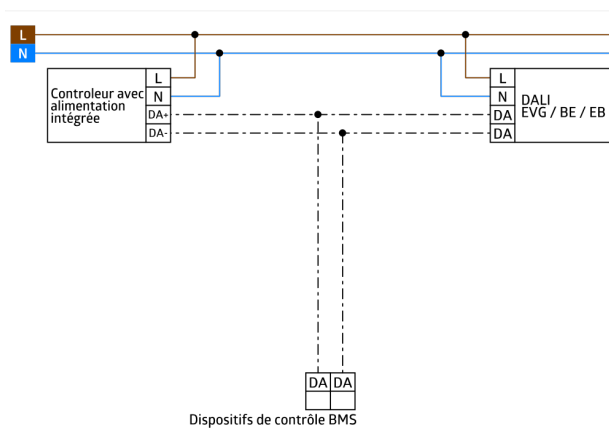 L
N
Controleur avec
alimentation
intégrée
L
N
DA+
DA-
L
N
DA
DA
DALI
EVG / BE / EB
DA DA
Dispositifs de contrôle BMS